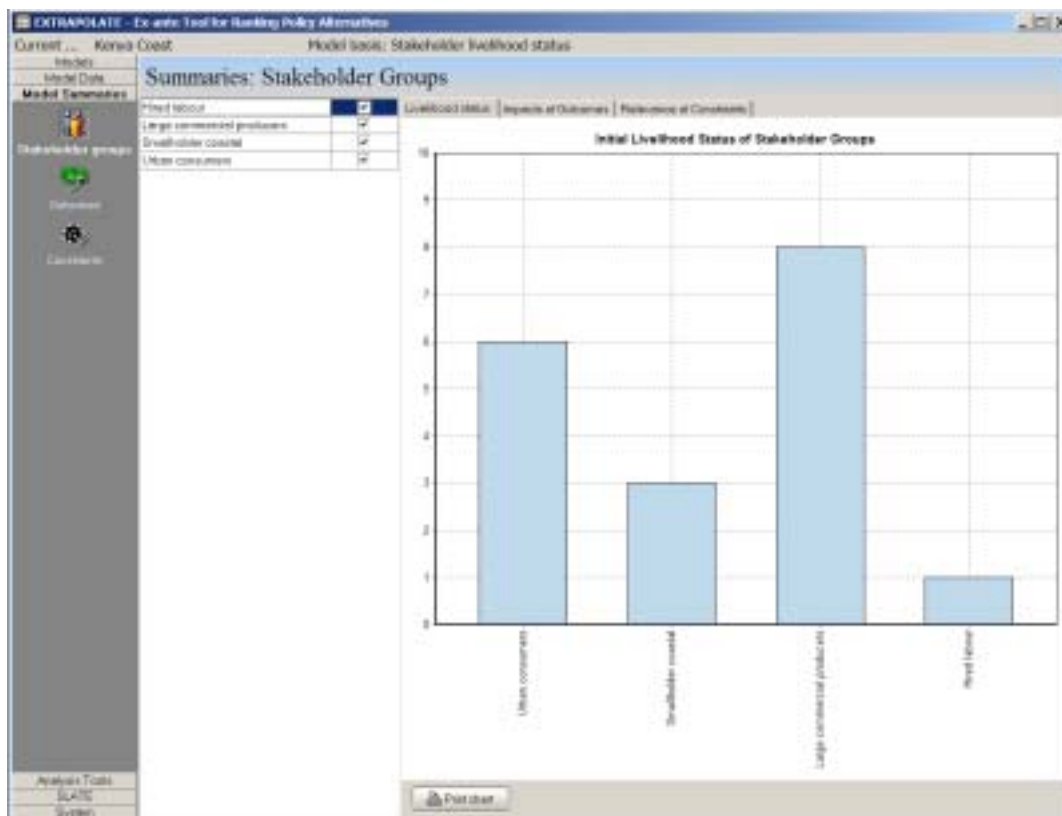 EXTRAPOLATE - Ex-ante Tool for Ranking Policy Alternatives
Current ... Kenya Coast Model basis: Stakeholder livelihood status
Models
Model Data
Model Summaries
Summaries: Stakeholder Groups
Hired labour
Large commercial producers
Smallholder coastal
Urban consumers
Stakeholder groups
Outcomes
Constraints
Livelihood status Impacts of Outcomes Relevance of Constraints
Initial Livelihood Status of Stakeholder Groups
10
9
8
7
6
5
4
3
2
1
0
Urban consumers
Smallholder coastal
Large commercial producers
Hired labour
Analysis Tools
SLATE
System
Print chart